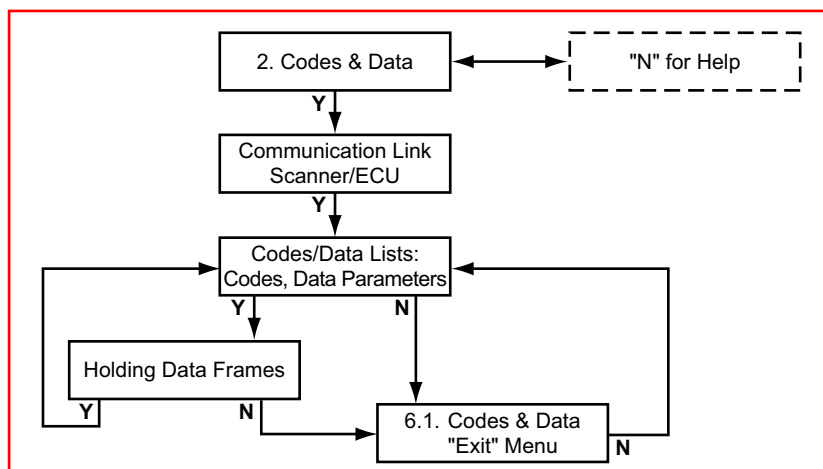 2. Codes & Data
"N" for Help
Y
Communication Link
Scanner/ECU
Y
Codes/Data Lists:
Codes, Data Parameters
Y
N
Holding Data Frames
Y
N
6.1. Codes & Data
"Exit" Menu
N